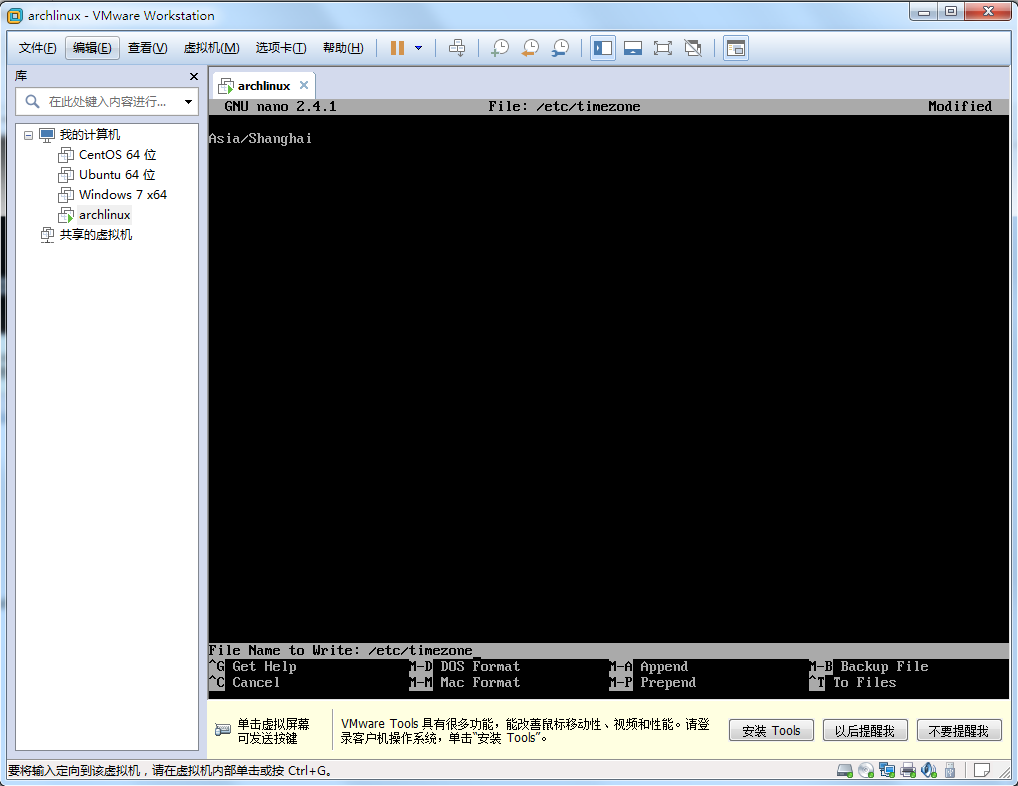 archlinux - VMware Workstation
文件(F) 编辑(E) 查看(V) 虚拟机(M) 选项卡(T) 帮助(H)
库
在此处键入内容进行...
我的计算机
CentOS 64 位
Ubuntu 64 位
Windows 7 x64
archlinux
共享的虚拟机
archlinux
GNU nano 2.4.1 File: /etc/timezone Modified
Asia/Shanghai
File Name to Write: /etc/timezone
^G Get Help M-D DOS Format M-A Append M-B Backup File
^C Cancel M-M Mac Format M-P Prepend ^T To Files
单击虚拟屏幕
可发送按键
VMware Tools 具有很多功能，能改善鼠标移动性、视频和性能。请登
录客户机操作系统，单击“安装 Tools”。
安装 Tools 以后提醒我 不要提醒我
要将输入定向到该虚拟机，请在虚拟机内部单击或按 Ctrl+G。